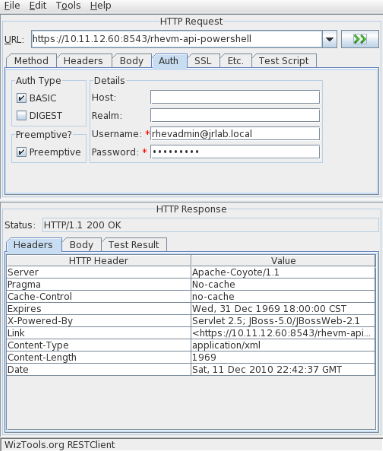 File Edit Tools Help
HTTP Request
URL: https://10.11.12.60:8543/rhevm-api-powershell
Method Headers Body Auth SSL Etc. Test Script
Auth Type Details
BASIC Host:
DIGEST Realm:
Preemptive? Username: *rhevadmin@jrlab.local
Preemptive Password: * •••••••••
HTTP Response
Status: HTTP/1.1 200 OK
Headers Body Test Result
HTTP Header Value
Server Apache-Coyote/1.1
Pragma No-cache
Cache-Control no-cache
Expires Wed, 31 Dec 1969 18:00:00 CST
X-Powered-By Servlet 2.5; JBoss-5.0/JBossWeb-2.1
Link <https://10.11.12.60:8543/rhevm-api...
Content-Type application/xml
Content-Length 1969
Date Sat, 11 Dec 2010 22:42:37 GMT
WizTools.org RESTClient